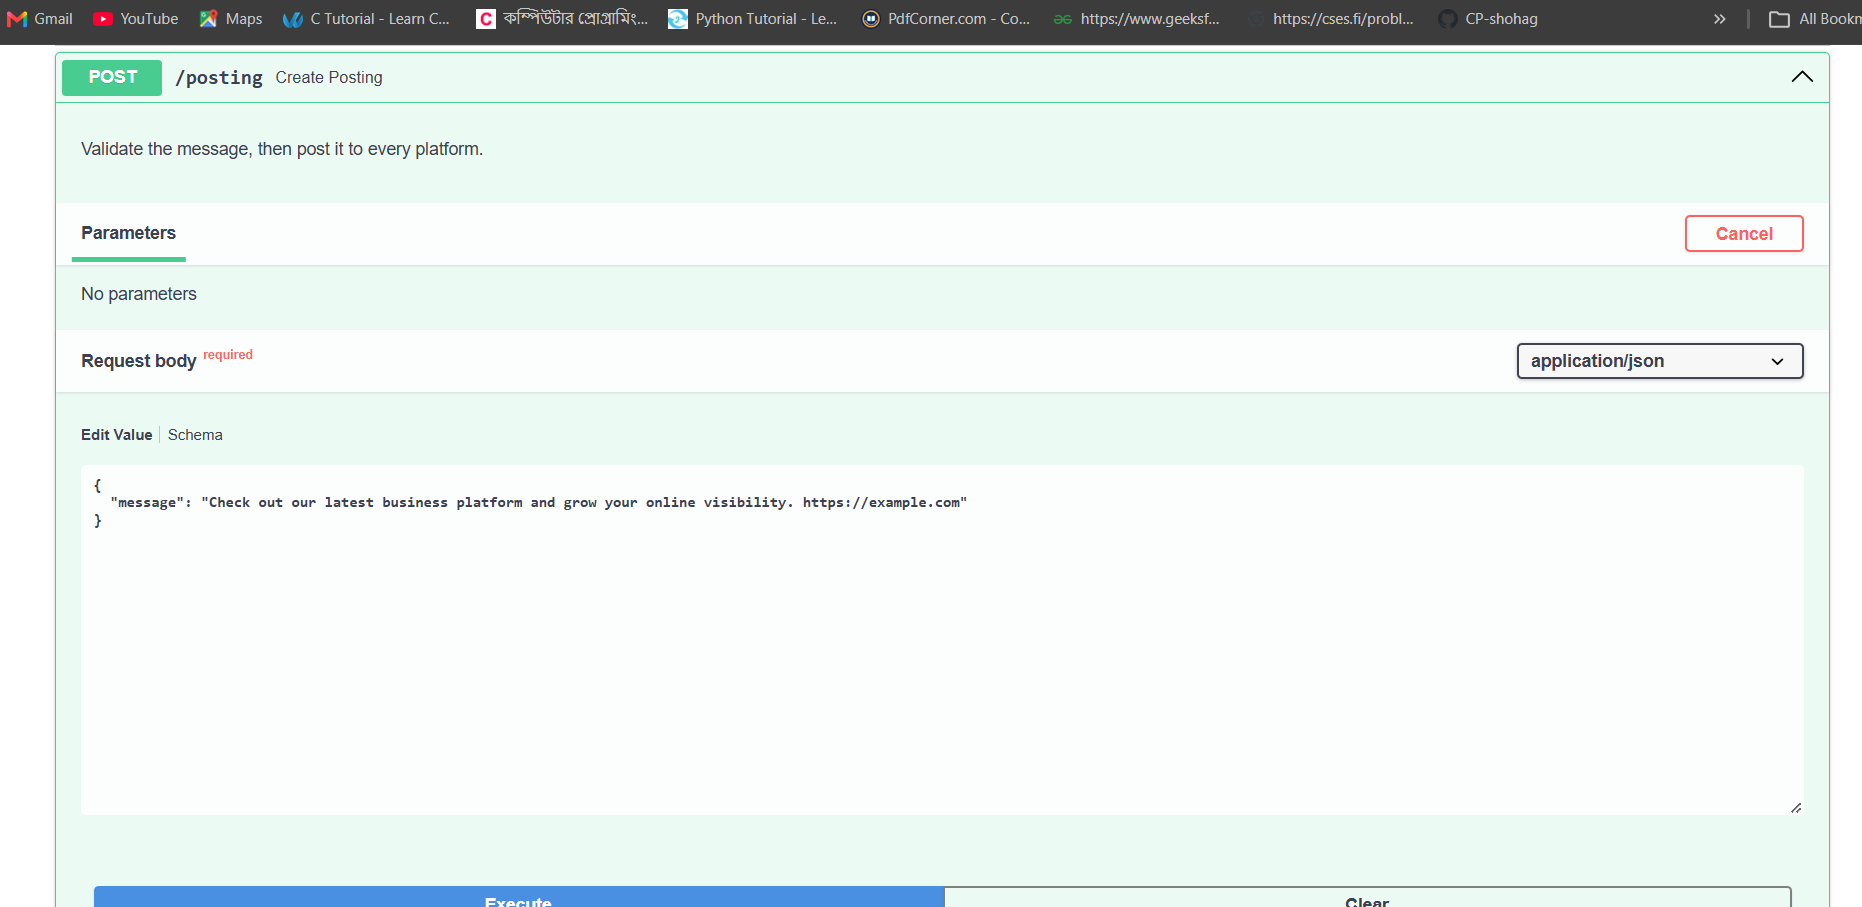 Gmail YouTube Maps C Tutorial - Learn C... কম্পিউটার প্রোগ্রামিং... Python Tutorial - Le... PdfCorner.com - Co... https://www.geeksf... https://cses.fi/probl... CP-shohag » All Bookm
POST /posting Create Posting
Validate the message, then post it to every platform.
Parameters Cancel
No parameters
Request body required application/json
Edit Value Schema
{
"message": "Check out our latest business platform and grow your online visibility. https://example.com"
}
Execute Clear